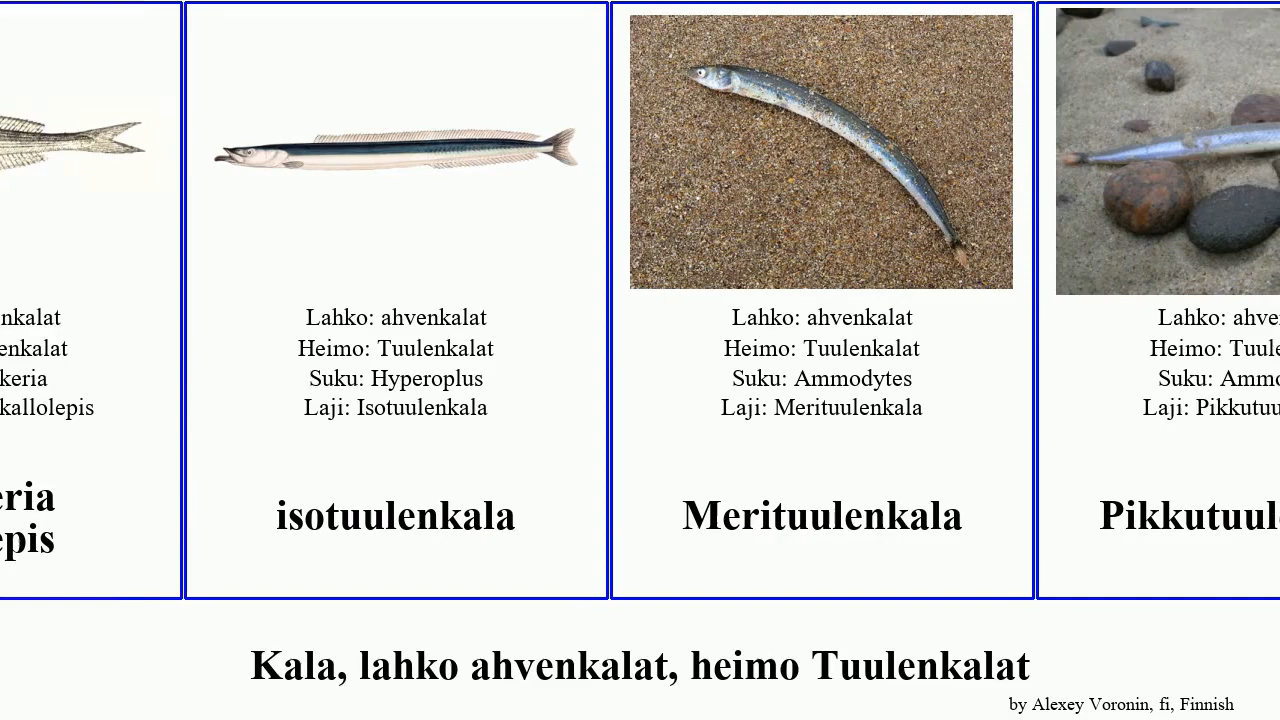 nkalat
enkalat
keria
kallolepis
eria
epis
Lahko: ahvenkalat
Heimo: Tuulenkalat
Suku: Hyperoplus
Laji: Isotuulenkala
isotuulenkala
Lahko: ahvenkalat
Heimo: Tuulenkalat
Suku: Ammodytes
Laji: Merituulenkala
Merituulenkala
Lahko: ahve
Heimo: Tuule
Suku: Ammo
Laji: Pikkutuu
Pikkutuul
Kala, lahko ahvenkalat, heimo Tuulenkalat
by Alexey Voronin, fi, Finnish